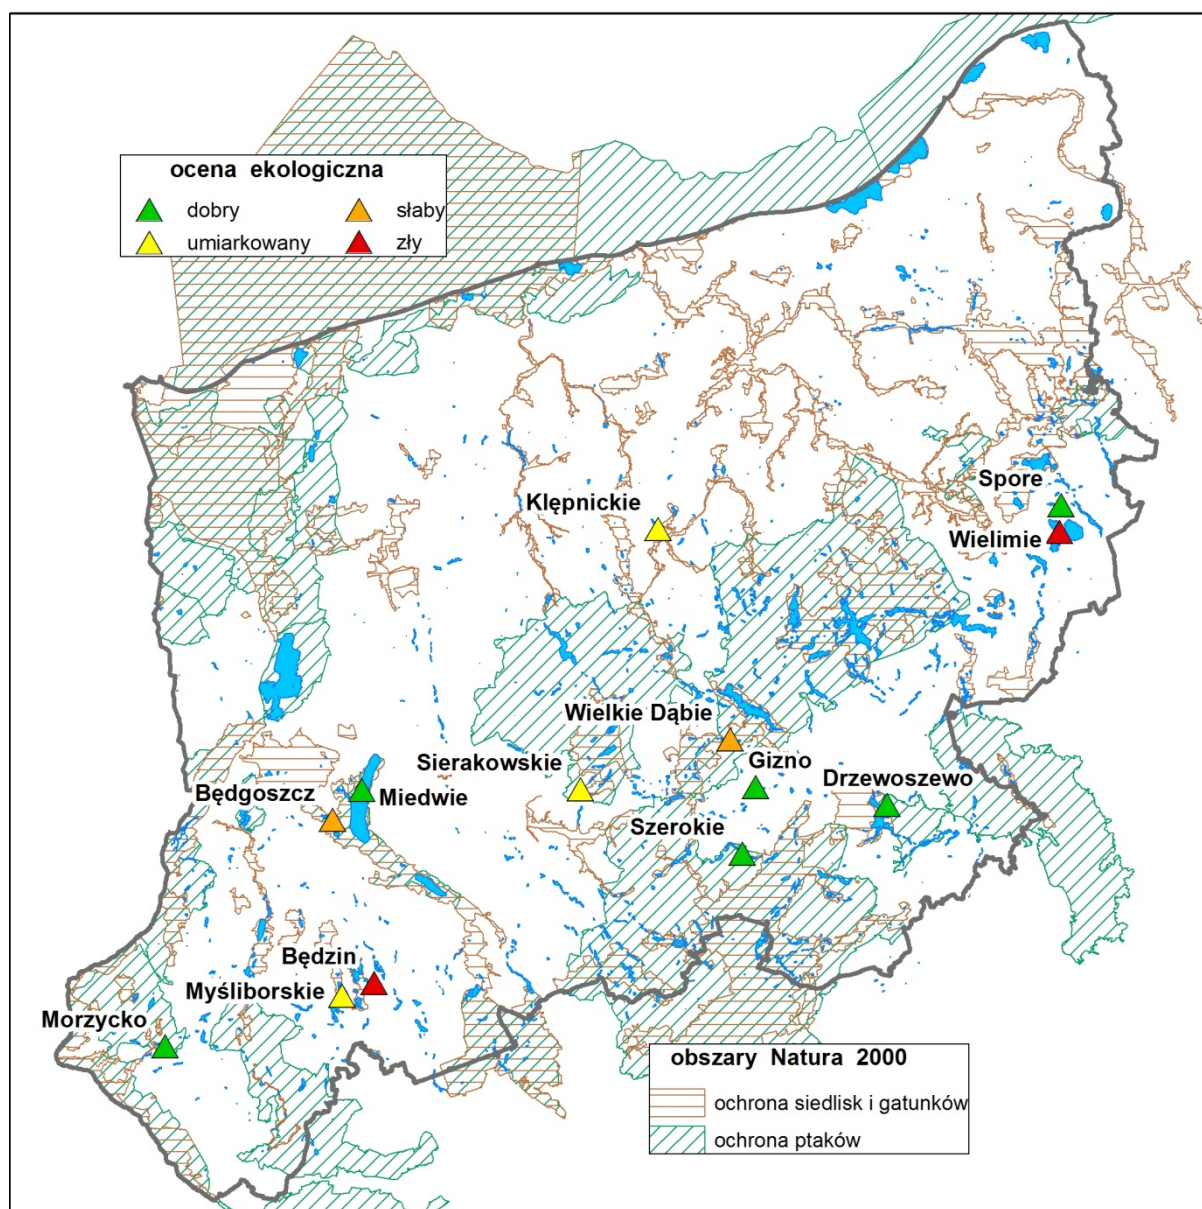 ocena ekologiczna
dobry
słaby
umiarkowany
zły
Spore
Klępnickie
Wielimie
Wielkie Dąbie
Sierakowskie
Gizno
Drzewoszewo
Będgoszcz
Miedwie
Szerokie
Będzin
Myśliborskie
Morzycko
obszary Natura 2000
ochrona siedlisk i gatunków
ochrona ptaków